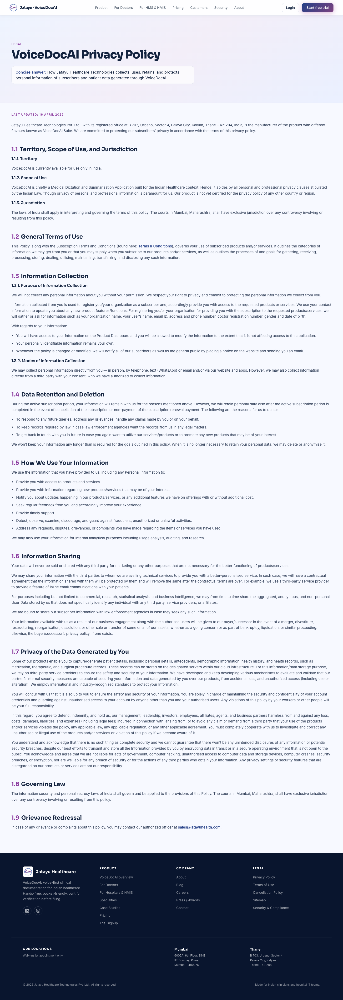 Jatayu · VoiceDocAI
Product For Doctors For HMS & HMIS Pricing Customers Security About
Login Start free trial
LEGAL
VoiceDocAI Privacy Policy
Concise answer: How Jatayu Healthcare Technologies collects, uses, retains, and protects
personal information of subscribers and patient data generated through VoiceDocAI.
LAST UPDATED: 16 APRIL 2022
Jatayu Healthcare Technologies Pvt. Ltd., with its registered office at B 703, Urbano, Sector 4, Palava City, Kalyan, Thane – 421204, India, is the manufacturer of the product with different
flavours known as VoiceDocAI Suite. We are committed to protecting our subscribers' privacy in accordance with the terms of this privacy policy.
1.1 Territory, Scope of Use, and Jurisdiction
1.1.1. Territory
VoiceDocAI is currently available for use only in India.
1.1.2. Scope of Use
VoiceDocAI is chiefly a Medical Dictation and Summarization Application built for the Indian Healthcare context. Hence, it abides by all personal and professional privacy clauses stipulated
by the Indian Law. Though privacy of personal and professional information is paramount for us. Our product is not yet certified for the privacy policy of any other country or region.
1.1.3. Jurisdiction
The laws of India shall apply in interpreting and governing the terms of this policy. The courts in Mumbai, Maharashtra, shall have exclusive jurisdiction over any controversy involving or
resulting from this policy.
1.2 General Terms of Use
This Policy, along with the Subscription Terms and Conditions (found here: Terms & Conditions), governs your use of subscribed products and/or services. It outlines the categories of
information we may get from you or that you may supply when you subscribe to our products and/or services, as well as outlines the processes of and goals for gathering, receiving,
processing, storing, dealing, utilising, maintaining, transferring, and disclosing any such information.
1.3 Information Collection
1.3.1. Purpose of Information Collection
We will not collect any personal information about you without your permission. We respect your right to privacy and commit to protecting the personal information we collect from you.
Information collected from you is used to register you/your organization as a subscriber and, accordingly provide you with access to the requested products or services. We use your contact
information to update you about any new product features/functions. For registering you/or your organisation for providing you with the subscription to the requested products/services, we
will gather or ask for information such as your organization name, your user's name, email ID, address and phone number, doctor registration number, gender and date of birth.
With regards to your information:
• You will have access to your information on the Product Dashboard and you will be allowed to modify the information to the extent that it is not affecting access to the application.
• Your personally identifiable information remains your own.
• Whenever the policy is changed or modified, we will notify all of our subscribers as well as the general public by placing a notice on the website and sending you an email.
1.3.2. Modes of Information Collection
We may collect personal information directly from you — in person, by telephone, text (WhatsApp) or email and/or via our website and apps. However, we may also collect information
directly from a third party with your consent, who we have authorized to collect information.
1.4 Data Retention and Deletion
During the active subscription period, your information will remain with us for the reasons mentioned above. However, we will retain personal data also after the active subscription period is
completed in the event of cancellation of the subscription or non-payment of the subscription renewal payment. The following are the reasons for us to do so:
• To respond to any future queries, address any grievances, handle any claims made by you or on your behalf.
• To keep records required by law in case law enforcement agencies want the records from us in any legal matters.
• To get back in touch with you in future in case you again want to utilize our services/products or to promote any new products that may be of your interest.
We won't keep your information any longer than is required for the goals outlined in this policy. When it is no longer necessary to retain your personal data, we may delete or anonymise it.
1.5 How We Use Your Information
We use the information that you have provided to us, including any Personal Information to:
• Provide you with access to products and services.
• Provide you with information regarding new products/services that may be of your interest.
• Notify you about updates happening in our products/services, or any additional features we have on offerings with or without additional cost.
• Seek regular feedback from you and accordingly improve your experience.
• Provide timely support.
• Detect, observe, examine, discourage, and guard against fraudulent, unauthorized or unlawful activities.
• Address any requests, disputes, grievances, or complaints you have made regarding the items or services you have used.
We may also use your information for internal analytical purposes including usage analysis, auditing, and research.
1.6 Information Sharing
Your data will never be sold or shared with any third party for marketing or any other purposes that are not necessary for the better functioning of products/services.
We may share your information with the third parties to whom we are availing technical services to provide you with a better-personalised service. In such case, we will have a contractual
agreement that the information shared with them will be protected by them and will remove the same after the contractual terms are over. For example, we use a third-party service provider
to provide a feature of inline email communications with your patients.
For purposes including but not limited to commercial, research, statistical analysis, and business intelligence, we may from time to time share the aggregated, anonymous, and non-personal
User Data stored by us that does not specifically identify any individual with any third party, service providers, or affiliates.
We are bound to share our subscriber information with law enforcement agencies in case they seek any such information.
Your information available with us as a result of our business engagement along with the authorised users will be given to our buyer/successor in the event of a merger, divestiture,
restructuring, reorganisation, dissolution, or other sale or transfer of some or all of our assets, whether as a going concern or as part of bankruptcy, liquidation, or similar proceeding.
Likewise, the buyer/successor's privacy policy, if one exists.
1.7 Privacy of the Data Generated by You
Some of our products enable you to capture/generate patient details, including personal details, antecedents, demographic information, health history, and health records, such as
medication, therapeutic, and surgical procedure records. These records can be stored on the designated servers within our cloud infrastructure. For this information/data storage purpose,
we rely on third-party service providers to ensure the safety and security of your information. We have developed and keep developing various mechanisms to evaluate and validate that our
partner's internal security measures are capable of securing your Information and data generated by you over our products, from accidental loss, and unauthorized access (including use or
alteration). We employ international and industry-recognized standards to protect your Information.
You will concur with us that it is also up to you to ensure the safety and security of your information. You are solely in charge of maintaining the security and confidentiality of your account
credentials and guarding against unauthorised access to your account by anyone other than you and your authorised users. Any violations of this policy by your workers or other people will
be your full responsibility.
In this regard, you agree to defend, indemnify, and hold us, our management, leadership, investors, employees, affiliates, agents, and business partners harmless from and against any loss,
costs, damages, liabilities, and expenses (including legal fees) incurred in connection with, arising from, or to avoid any claim or demand from a third party that your use of the products
and/or services violates the policy, any applicable law, any applicable regulation, or any other applicable agreement. You must completely cooperate with us to investigate and correct any
unauthorised or illegal use of the products and/or services or violation of this policy if we become aware of it.
You understand and acknowledge that there is no such thing as complete security and we cannot guarantee that there won't be any unintended disclosures of any information or potential
security breaches, despite our best efforts to transmit and store all the Information provided by you by encrypting data in transit or in a secure operating environment that is not open to the
public. You acknowledge and agree that we are not liable for acts of government, computer hacking, unauthorised access to computer data and storage devices, computer crashes, security
breaches, or encryption, nor are we liable for any breach of security or for the actions of any third parties who obtain your information. Any privacy settings or security features that are
disregarded on our products or services are not our responsibility.
1.8 Governing Law
The information security and personal secrecy laws of India shall govern and be applied to the provisions of this Policy. The courts in Mumbai, Maharashtra, shall have exclusive jurisdiction
over any controversy involving or resulting from this policy.
1.9 Grievance Redressal
In case of any grievance or complaints about this policy, you may contact our authorized officer at sales@jatayuhealth.com.
Jatayu Healthcare
VoiceDocAI: voice-first clinical
documentation for Indian healthcare.
Hands-free, pocket-friendly, built for
verification before filing.
PRODUCT
VoiceDocAI overview
For Doctors
For Hospitals & HMIS
Specialties
Case Studies
Pricing
Trial signup
COMPANY
About
Blog
Careers
Press / Awards
Contact
LEGAL
Privacy Policy
Terms of Use
Cancellation Policy
Sitemap
Security & Compliance
OUR LOCATIONS
Walk-ins by appointment only.
Mumbai
6005A, 6th Floor, SINE
IIT Bombay, Powai
Mumbai – 400076
Thane
B 703, Urbano, Sector 4
Palava City, Kalyan
Thane – 421204
© 2026 Jatayu Healthcare Technologies Pvt. Ltd.. All rights reserved.
Made for Indian clinicians and hospital IT teams.